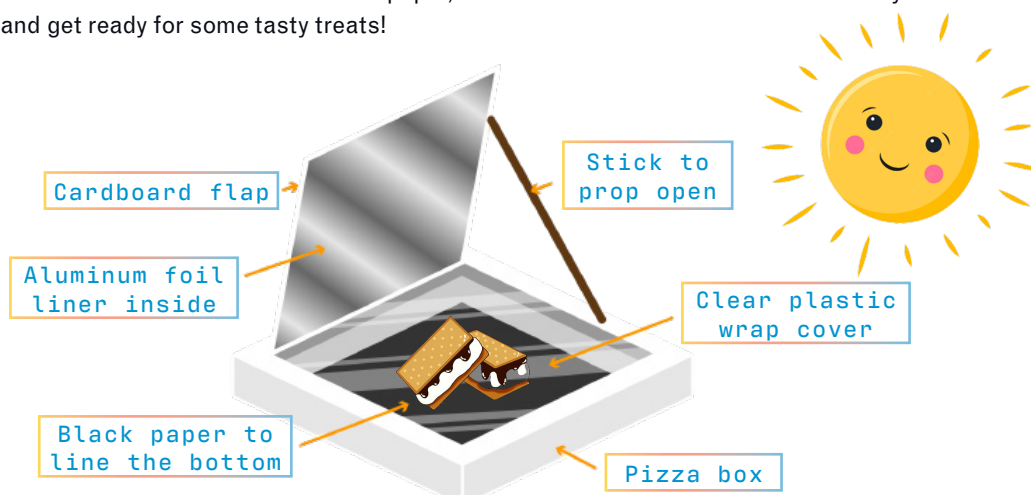 and get ready for some tasty treats!
Stick to
prop open
Cardboard flap
Aluminum foil
liner inside
Clear plastic
wrap cover
Black paper to
line the bottom
Pizza box